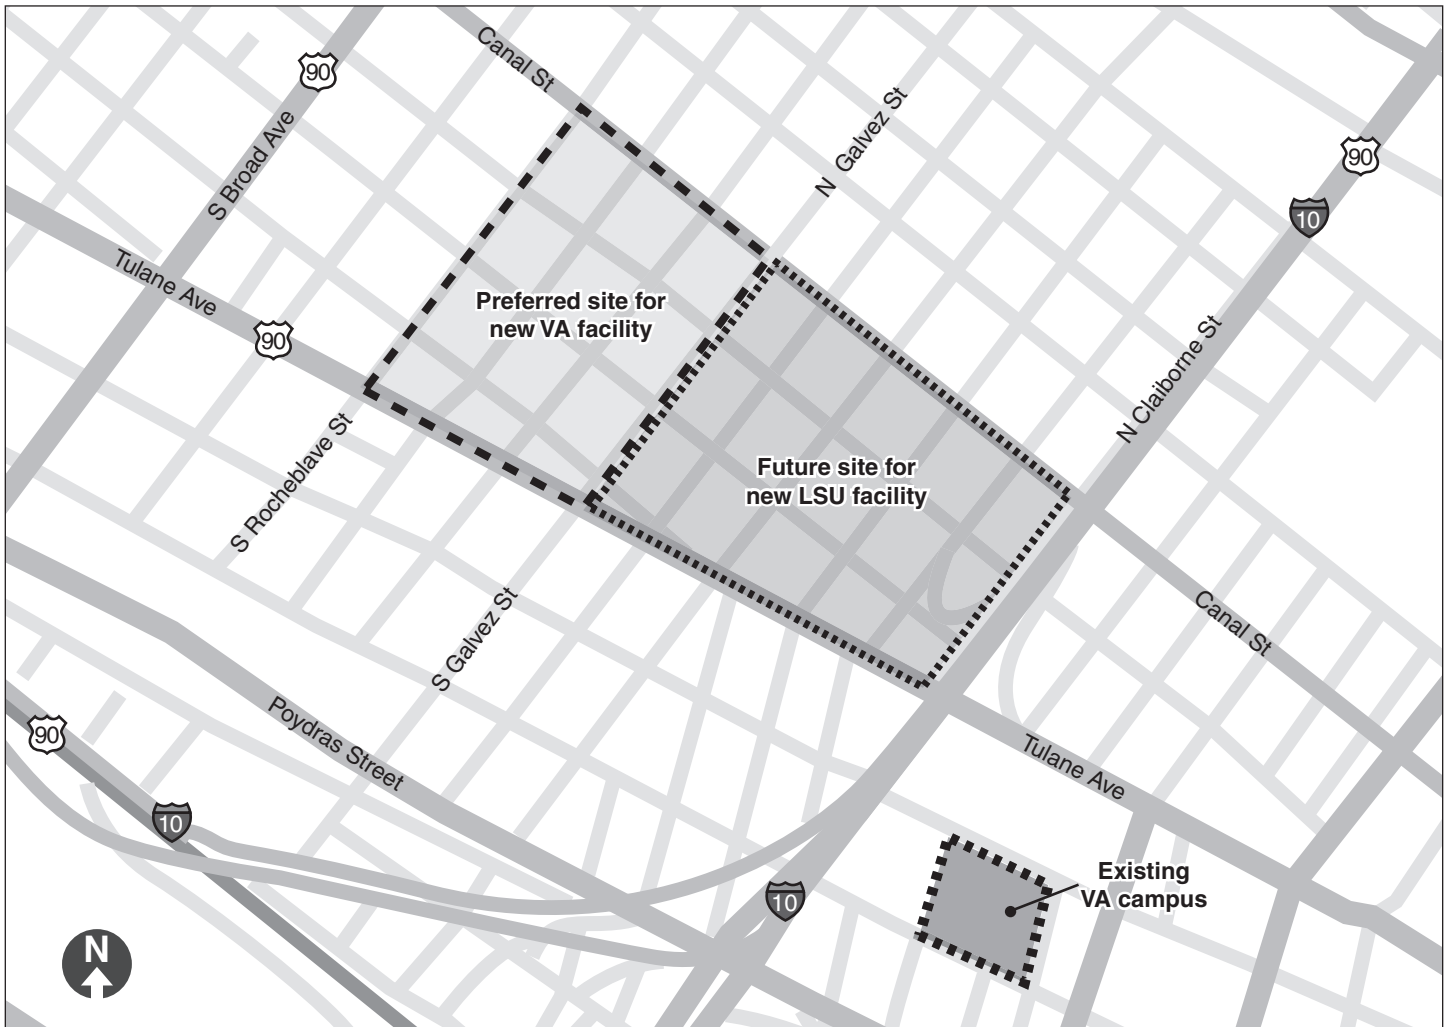 Canal St
90
S Broad Ave
N Galvez St
90
10
Tulane Ave
90
Preferred site for
new VA facility
N Claiborne St
S Rocheblave St
Future site for
new LSU facility
S Galvez St
Canal St
90
Poydras Street
10
Tulane Ave
Existing
VA campus
10
N